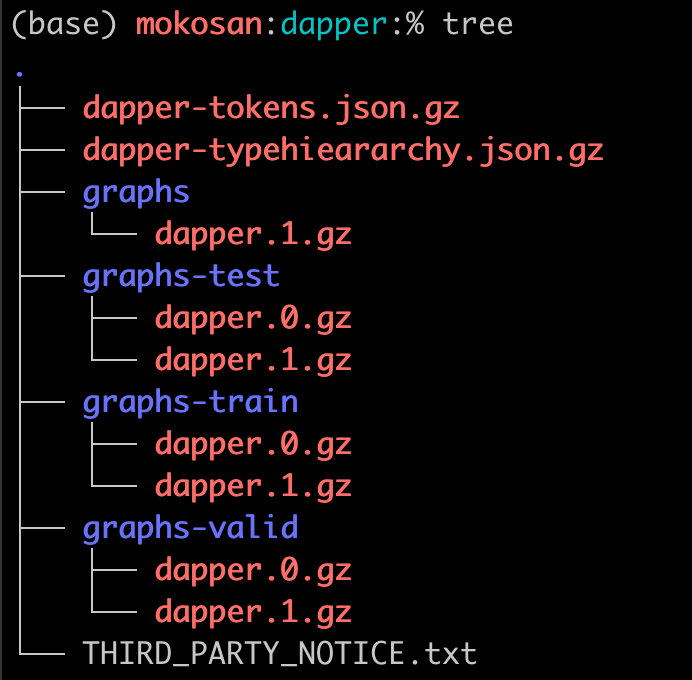 (base) mokosan:dapper:% tree
.
├── dapper-tokens.json.gz
├── dapper-typehieararchy.json.gz
├── graphs
│   └── dapper.1.gz
├── graphs-test
│   ├── dapper.0.gz
│   └── dapper.1.gz
├── graphs-train
│   ├── dapper.0.gz
│   └── dapper.1.gz
├── graphs-valid
│   ├── dapper.0.gz
│   └── dapper.1.gz
└── THIRD_PARTY_NOTICE.txt